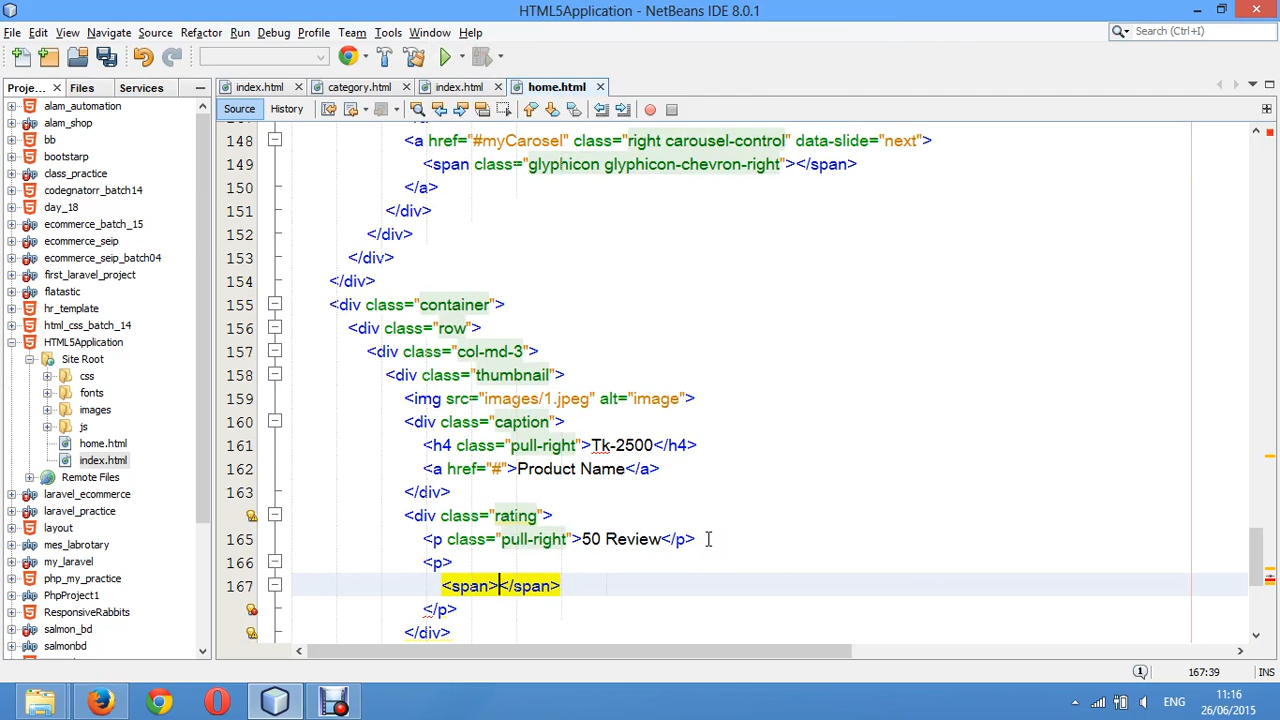 HTML5Application - NetBeans IDE 8.0.1
File Edit View Navigate Source Refactor Run Debug Profile Team Tools Window Help
Search (Ctrl+I)
Proje... Files Services
index.html category.html index.html home.html
Source History
alam_automation
alam_shop
bb
bootstarp
class_practice
codegnatorr_batch14
day_18
ecommerce_batch_15
ecommerce_seip
ecommerce_seip_batch04
first_laravel_project
flatastic
hr_template
html_css_batch_14
HTML5Application
Site Root
css
fonts
images
js
home.html
index.html
Remote Files
laravel_ecommerce
laravel_practice
layout
mes_labrotary
my_laravel
php_my_practice
PhpProject1
ResponsiveRabbits
salmon_bd
salmonbd
148 <a href="#myCarosel" class="right carousel-control" data-slide="next">
149 <span class="glyphicon glyphicon-chevron-right"></span>
150 </a>
151 </div>
152 </div>
153 </div>
154 </div>
155 <div class="container">
156 <div class="row">
157 <div class="col-md-3">
158 <div class="thumbnail">
159 <img src="images/1.jpeg" alt="image">
160 <div class="caption">
161 <h4 class="pull-right">Tk-2500</h4>
162 <a href="#">Product Name</a>
163 </div>
<div class="rating">
165 <p class="pull-right">50 Review</p>
166 <p>
167 <span></span>
</p>
</div>
167:39 INS
ENG
11:16
26/06/2015